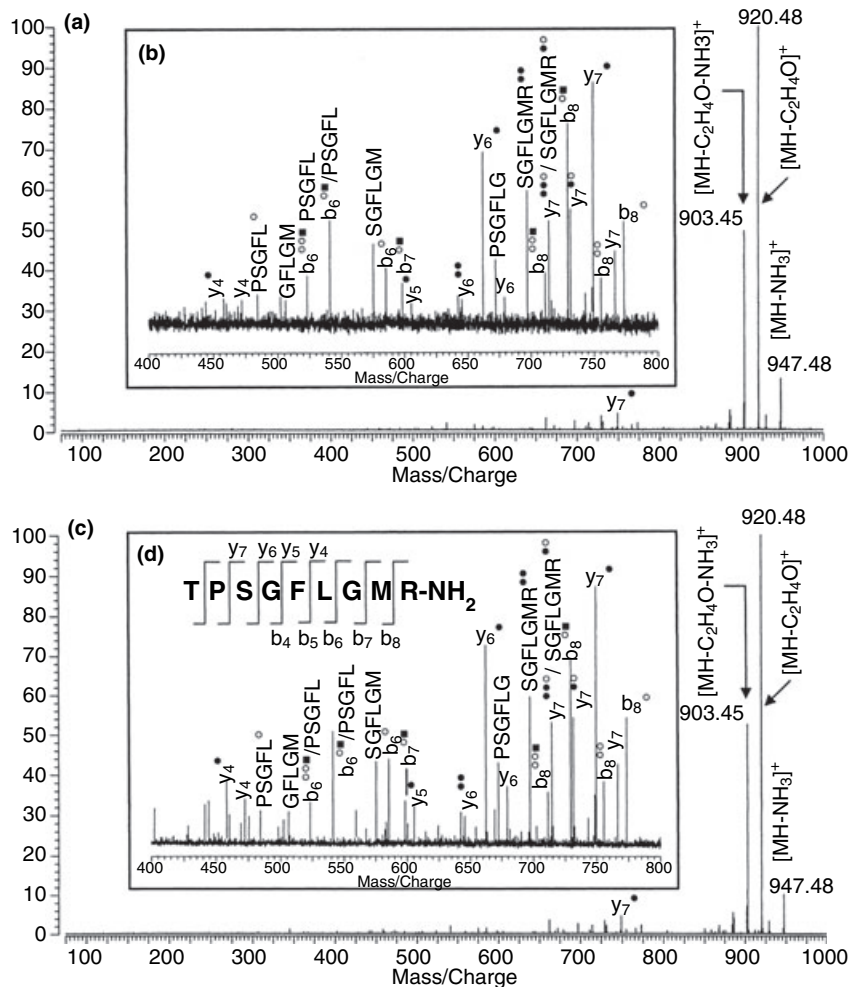 (a)
920.48
[MH-C2H4O-NH3]+
[MH-C2H4O]+
903.45
[MH-NH3]+
947.48
100
90
80
70
60
50
40
30
20
10
0
y7
100 200 300 400 500 600 700 800 900 1000
Mass/Charge
(b)
y4
y4
PSGFL
GFLGM
b6 PSGFL
b6/PSGFL
SGFLGM
b6
b7
y5
y6
y6
PSGFLG
y6
SGFLGMR
b8
y7 / SGFLGMR
b8
y7
y7
b8
y7
b8
400 450 500 550 600 650 700 750 800
Mass/Charge
(c)
920.48
[MH-C2H4O-NH3]+
[MH-C2H4O]+
903.45
[MH-NH3]+
947.48
100
90
80
70
60
50
40
30
20
10
0
y7
100 200 300 400 500 600 700 800 900 1000
Mass/Charge
(d)
y7 y6 y5 y4
T P S G F L G M R-NH2
b4 b5 b6 b7 b8
y4
y4
PSGFL
GFLGM
b6/PSGFL
b6/PSGFL
SGFLGM
b6
b7
y5
y6
y6
PSGFLG
y6
SGFLGMR
b8
y7 / SGFLGMR
b8
y7
y7
b8
y7
b8
400 450 500 550 600 650 700 750 800
Mass/Charge